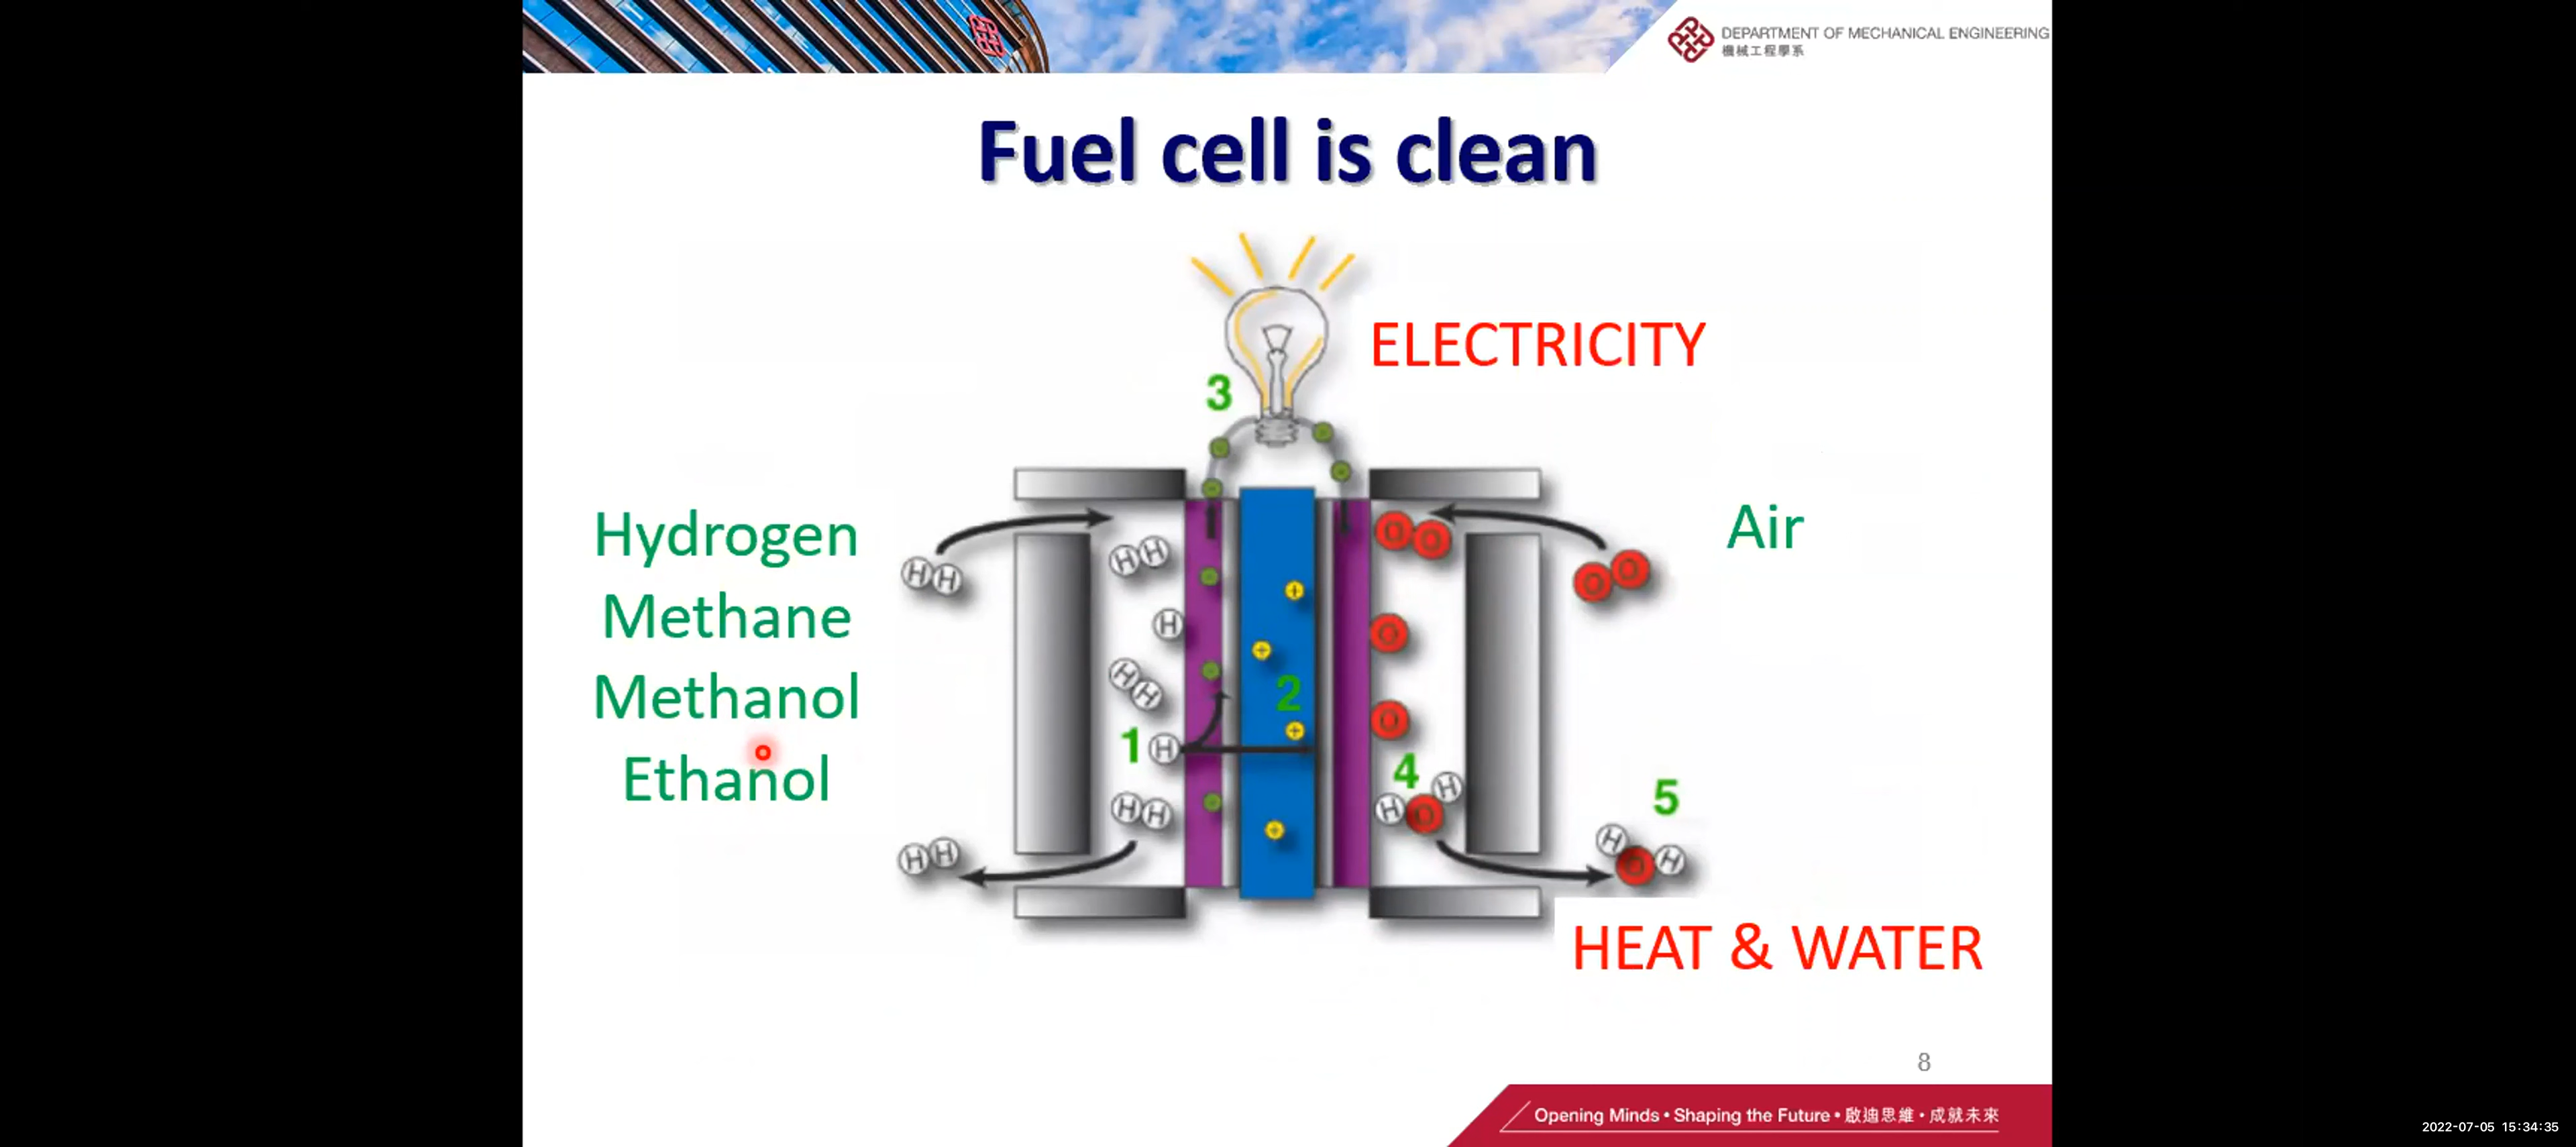 DEPARTMENT OF MECHANICAL ENGINEERING
機械工程學系
Fuel cell is clean
ELECTRICITY
3
Hydrogen
Methane
Methanol
Ethanol
Air
H H
H H
O O
O O
H
O
+
+
H H
2
O
+
1 H
4
H O H
5
H H
+
H H
H O H
HEAT & WATER
8
Opening Minds • Shaping the Future • 啟迪思維 • 成就未來
2022-07-05 15:34:35